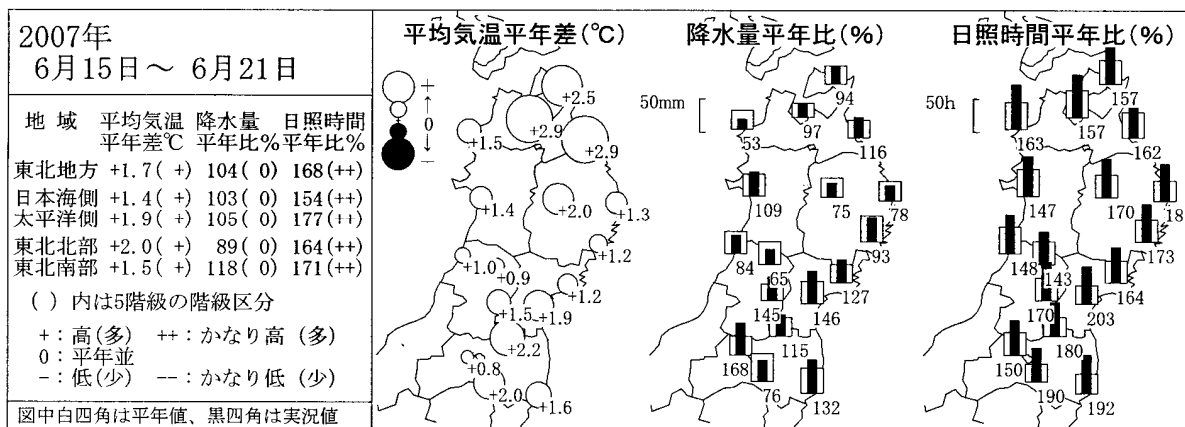 2007年
6月15日～ 6月21日
地 域 平均気温 降水量 日照時間
平年差℃ 平年比% 平年比%
東北地方 +1.7( +) 104( 0) 168(++)
日本海側 +1.4( +) 103( 0) 154(++)
太平洋側 +1.9( +) 105( 0) 177(++)
東北北部 +2.0( +) 89( 0) 164(++)
東北南部 +1.5( +) 118( 0) 171(++)
( ) 内は5階級の階級区分
+：高(多) ++：かなり高 (多)
0：平年並
−：低(少) −−：かなり低 (少)
図中白四角は平年値、黒四角は実況値
平均気温平年差(℃)
+
↑
0
↓
−
+2.5
+2.9
+2.9
+1.5
+1.4
+2.0
+1.3
+1.2
+1.0
+0.9
+1.2
+1.5
+1.9
+2.2
+0.8
+2.0
+1.6
降水量平年比(%)
50mm
94
97
53
116
109
75
78
93
84
65
127
145
146
115
168
76
132
日照時間平年比(%)
50h
157
157
163
162
147
170
18
173
148
143
164
170
203
180
150
190
192